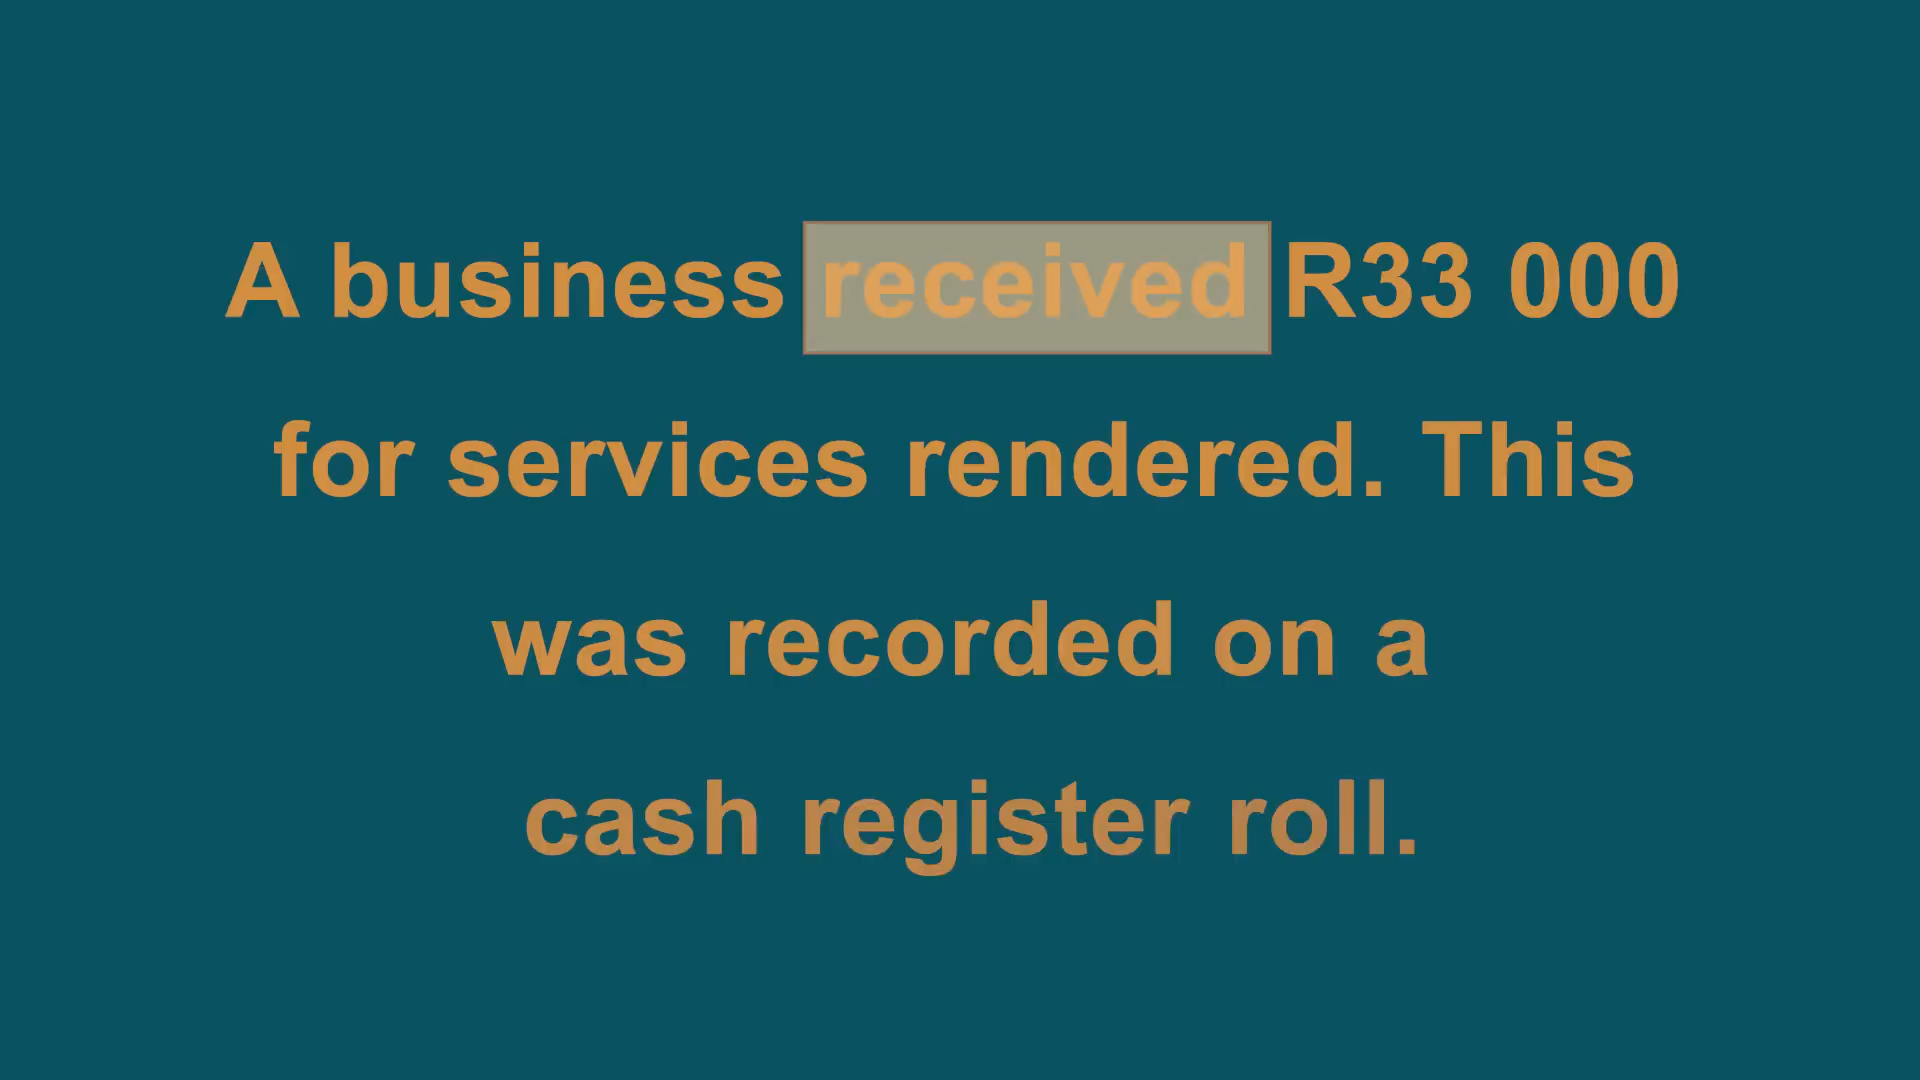 A business received R33 000
for services rendered. This
was recorded on a
cash register roll.